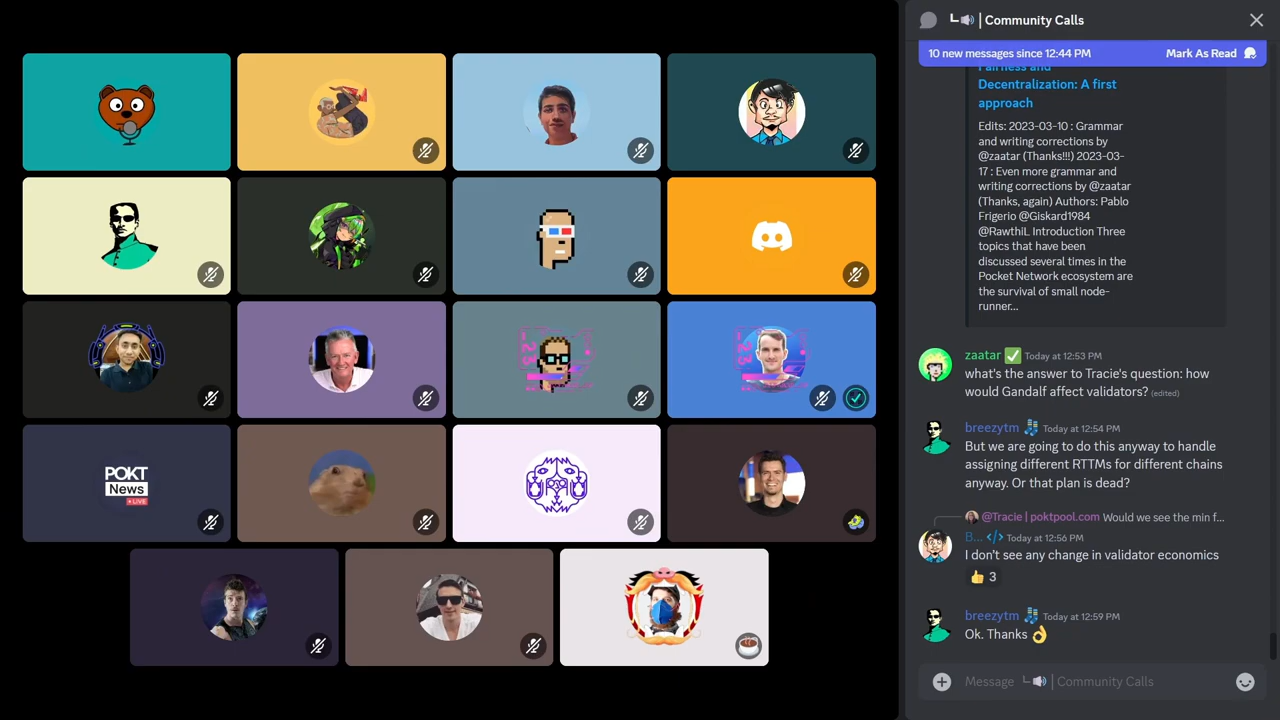 POKT
News
LIVE
Community Calls
10 new messages since 12:44 PM Mark As Read
Fairness and
Decentralization: A first
approach
Edits: 2023-03-10 : Grammar
and writing corrections by
@zaatar (Thanks!!!) 2023-03-
17 : Even more grammar and
writing corrections by @zaatar
(Thanks, again) Authors: Pablo
Frigerio @Giskard1984
@RawthiL Introduction Three
topics that have been
discussed several times in the
Pocket Network ecosystem are
the survival of small node-
runner...
zaatar Today at 12:53 PM
what's the answer to Tracie's question: how
would Gandalf affect validators? (edited)
breezytm Today at 12:54 PM
But we are going to do this anyway to handle
assigning different RTTMs for different chains
anyway. Or that plan is dead?
@Tracie | poktpool.com Would we see the min f...
B... Today at 12:56 PM
I don't see any change in validator economics
3
breezytm Today at 12:59 PM
Ok. Thanks
Message Community Calls